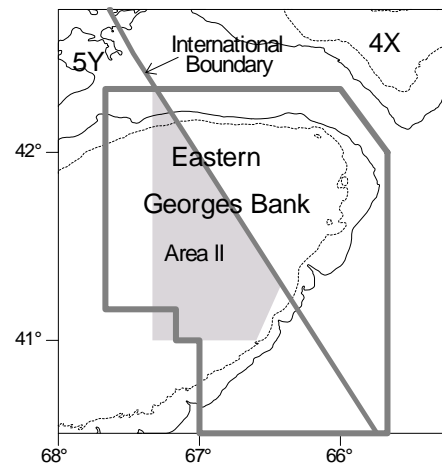 International
Boundary
5Y
4X
42°
Eastern
Georges Bank
Area II
41°
68°
67°
66°